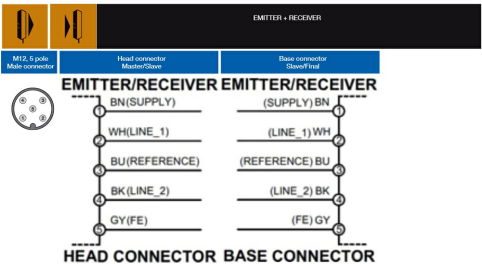 EMITTER + RECEIVER
M12, 5 pole
Male connector
Head connector
Master/Slave
Base connector
Slave/Final
EMITTER/RECEIVER EMITTER/RECEIVER
BN(SUPPLY) (SUPPLY) BN
1 1
WH(LINE_1) (LINE_1) WH
2 2
BU(REFERENCE) (REFERENCE) BU
3 3
BK(LINE_2) (LINE_2) BK
4 4
GY(FE) (FE) GY
5 5
HEAD CONNECTOR BASE CONNECTOR